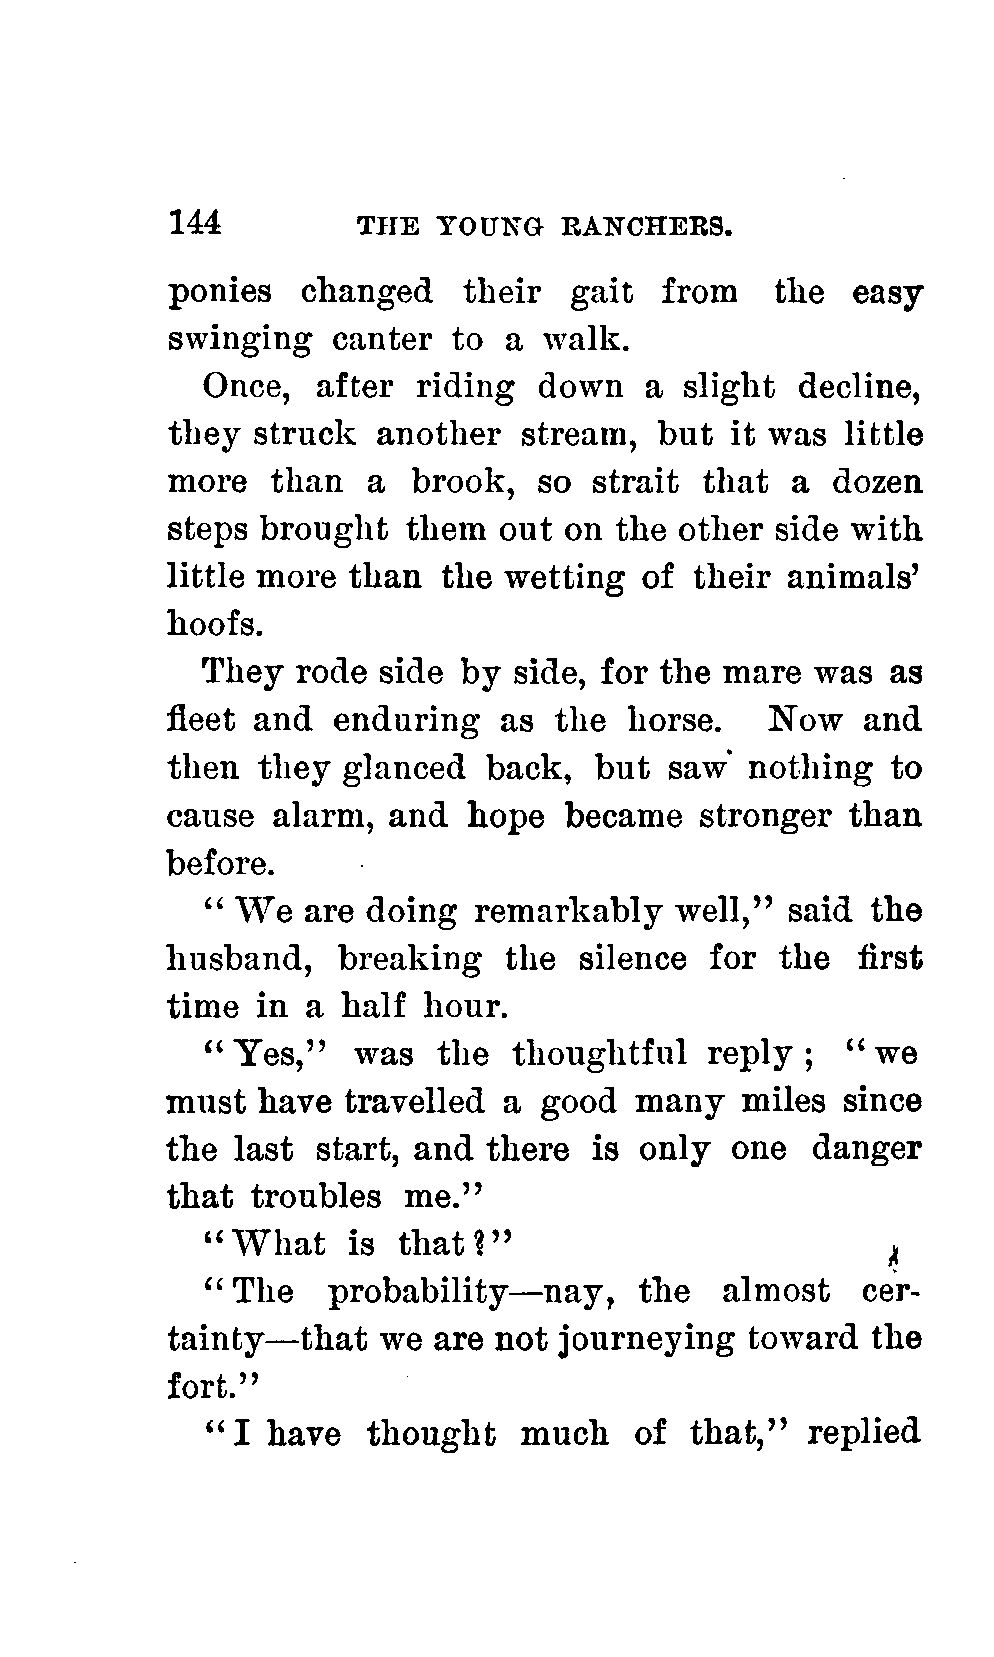 144 THE YOUNG RANCHERS.
ponies changed their gait from the easy
swinging canter to a walk.
Once, after riding down a slight decline,
they struck another stream, but it was little
more than a brook, so strait that a dozen
steps brought them out on the other side with
little more than the wetting of their animals'
hoofs.
They rode side by side, for the mare was as
fleet and enduring as the horse. Now and
then they glanced back, but saw nothing to
cause alarm, and hope became stronger than
before.
"We are doing remarkably well," said the
husband, breaking the silence for the first
time in a half hour.
"Yes," was the thoughtful reply; "we
must have travelled a good many miles since
the last start, and there is only one danger
that troubles me."
"What is that?"
"The probability—nay, the almost cer-
tainty—that we are not journeying toward the
fort."
"I have thought much of that," replied